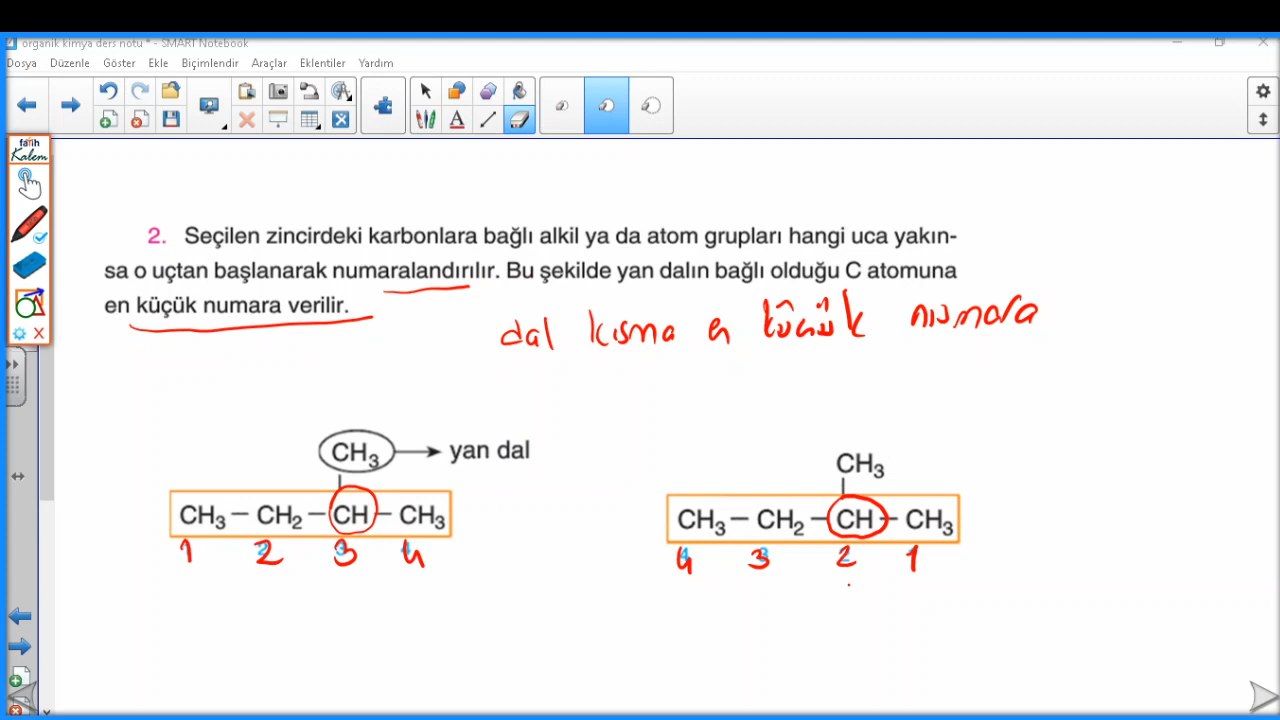 organik kimya ders notu * - SMART Notebook
Dosya Düzenle Göster Ekle Biçimlendir Araçlar Eklentiler Yardım
fatih
Kalem
2. Seçilen zincirdeki karbonlara bağlı alkil ya da atom grupları hangi uca yakın-
sa o uçtan başlanarak numaralandırılır. Bu şekilde yan dalın bağlı olduğu C atomuna
en küçük numara verilir.
dal kısma en küçük numara
CH₃ → yan dal
CH₃ – CH₂ – CH – CH₃
1 2 3 4
CH₃
CH₃ – CH₂ – CH – CH₃
4 3 2 1